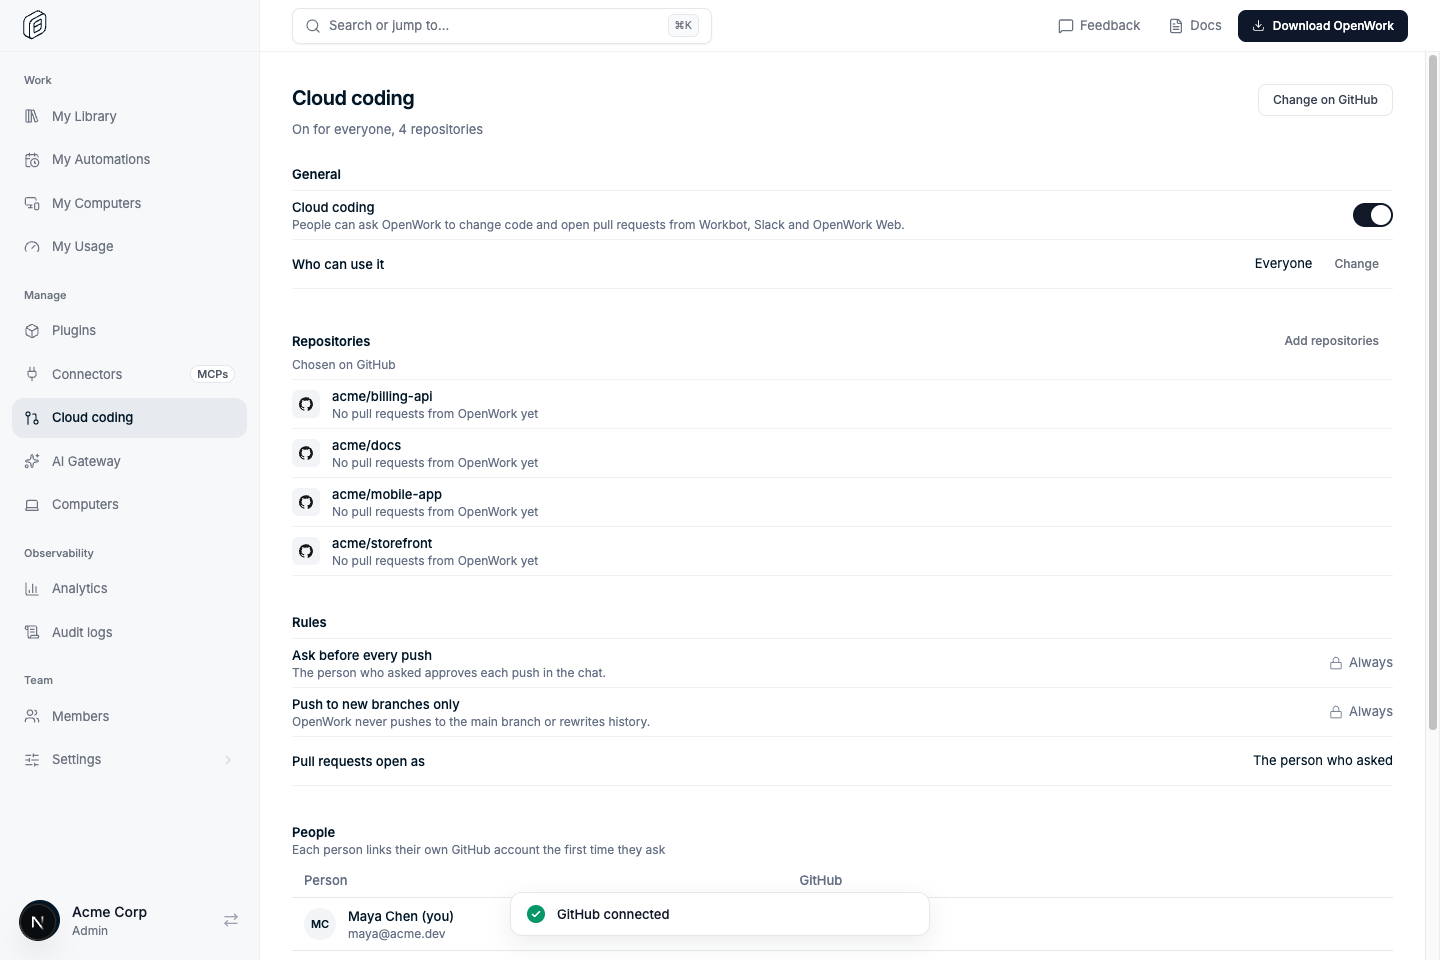 Search or jump to...
⌘K
Feedback
Docs
Download OpenWork
Work
My Library
My Automations
My Computers
My Usage
Manage
Plugins
Connectors
MCPs
Cloud coding
AI Gateway
Computers
Observability
Analytics
Audit logs
Team
Members
Settings
N
Acme Corp
Admin
Cloud coding
Change on GitHub
On for everyone, 4 repositories
General
Cloud coding
People can ask OpenWork to change code and open pull requests from Workbot, Slack and OpenWork Web.
Who can use it
Everyone
Change
Repositories
Add repositories
Chosen on GitHub
acme/billing-api
No pull requests from OpenWork yet
acme/docs
No pull requests from OpenWork yet
acme/mobile-app
No pull requests from OpenWork yet
acme/storefront
No pull requests from OpenWork yet
Rules
Ask before every push
The person who asked approves each push in the chat.
Always
Push to new branches only
OpenWork never pushes to the main branch or rewrites history.
Always
Pull requests open as
The person who asked
People
Each person links their own GitHub account the first time they ask
Person
GitHub
MC
Maya Chen (you)
maya@acme.dev
GitHub connected